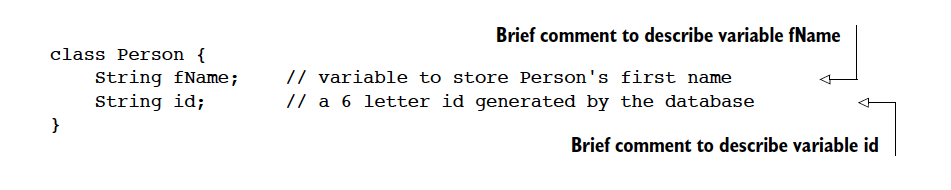 Brief comment to describe variable fName
class Person {
String fName; // variable to store Person's first name
String id; // a 6 letter id generated by the database
}
Brief comment to describe variable id